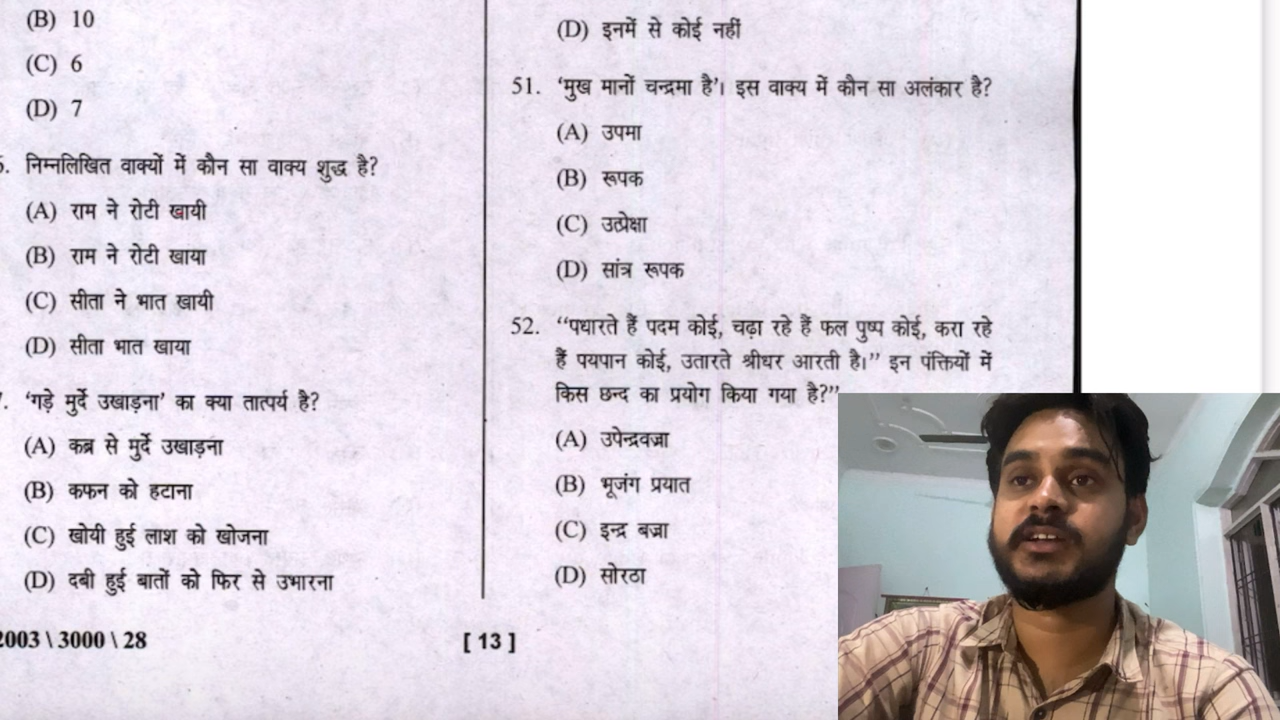 (B) 10
(C) 6
(D) 7
निम्नलिखित वाक्यों में कौन सा वाक्य शुद्ध है?
(A) राम ने रोटी खायी
(B) राम ने रोटी खाया
(C) सीता ने भात खायी
(D) सीता भात खाया
'गड़े मुर्दे उखाड़ना' का क्या तात्पर्य है?
(A) कब्र से मुर्दे उखाड़ना
(B) कफन को हटाना
(C) खोयी हुई लाश को खोजना
(D) दबी हुई बातों को फिर से उभारना
2003 \ 3000 \ 28
[ 13 ]
(D) इनमें से कोई नहीं
51. 'मुख मानों चन्द्रमा है'। इस वाक्य में कौन सा अलंकार है?
(A) उपमा
(B) रूपक
(C) उत्प्रेक्षा
(D) सांत्र रूपक
52. "पधारते हैं पदम कोई, चढ़ा रहे हैं फल पुष्प कोई, करा रहे
हैं पयपान कोई, उतारते श्रीधर आरती है।" इन पंक्तियों में
किस छन्द का प्रयोग किया गया है?"
(A) उपेन्द्रवज्रा
(B) भूजंग प्रयात
(C) इन्द्र बज्रा
(D) सोरठा